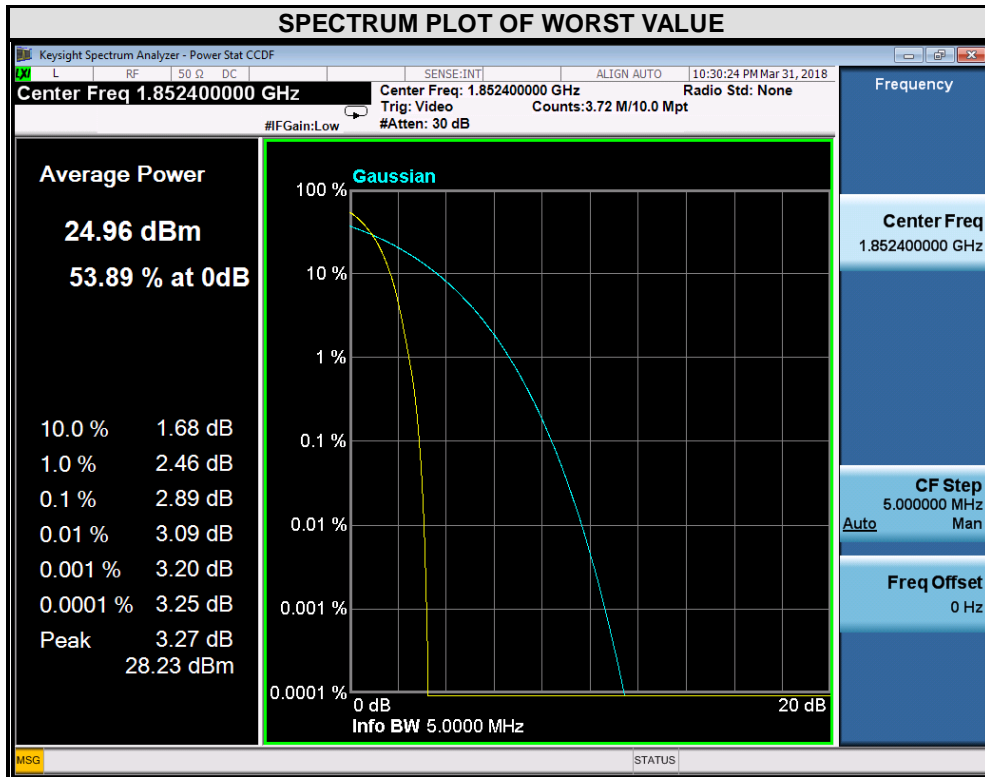 SPECTRUM PLOT OF WORST VALUE
Keysight Spectrum Analyzer - Power Stat CCDF
LXI L RF 50 Ω DC SENSE:INT ALIGN AUTO 10:30:24 PM Mar 31, 2018
Center Freq 1.852400000 GHz
Center Freq: 1.852400000 GHz Radio Std: None
Trig: Video Counts:3.72 M/10.0 Mpt
#IFGain:Low #Atten: 30 dB
Frequency
Average Power
24.96 dBm
53.89 % at 0dB
10.0 % 1.68 dB
1.0 % 2.46 dB
0.1 % 2.89 dB
0.01 % 3.09 dB
0.001 % 3.20 dB
0.0001 % 3.25 dB
Peak 3.27 dB
28.23 dBm
Gaussian
100 %
10 %
1 %
0.1 %
0.01 %
0.001 %
0.0001 %
0 dB 20 dB
Info BW 5.0000 MHz
Center Freq
1.852400000 GHz
CF Step
5.000000 MHz
Auto Man
Freq Offset
0 Hz
MSG STATUS